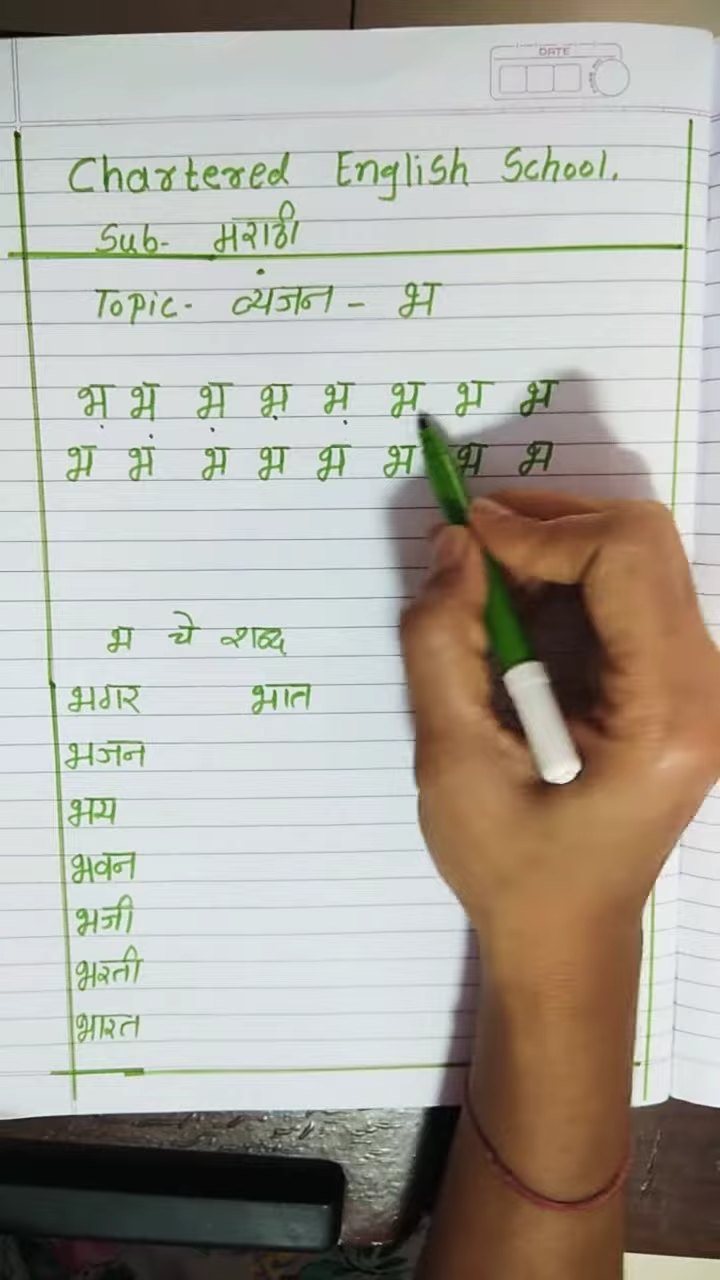 DATE
Chartered English School.
Sub- मराठी
Topic- व्यंजन - भ
भ भ भ भ भ भ भ भ
भ भ भ भ भ भ भ भ
भ चे शब्द
भगर भात
भजन
भय
भवन
भजी
भरती
भारत